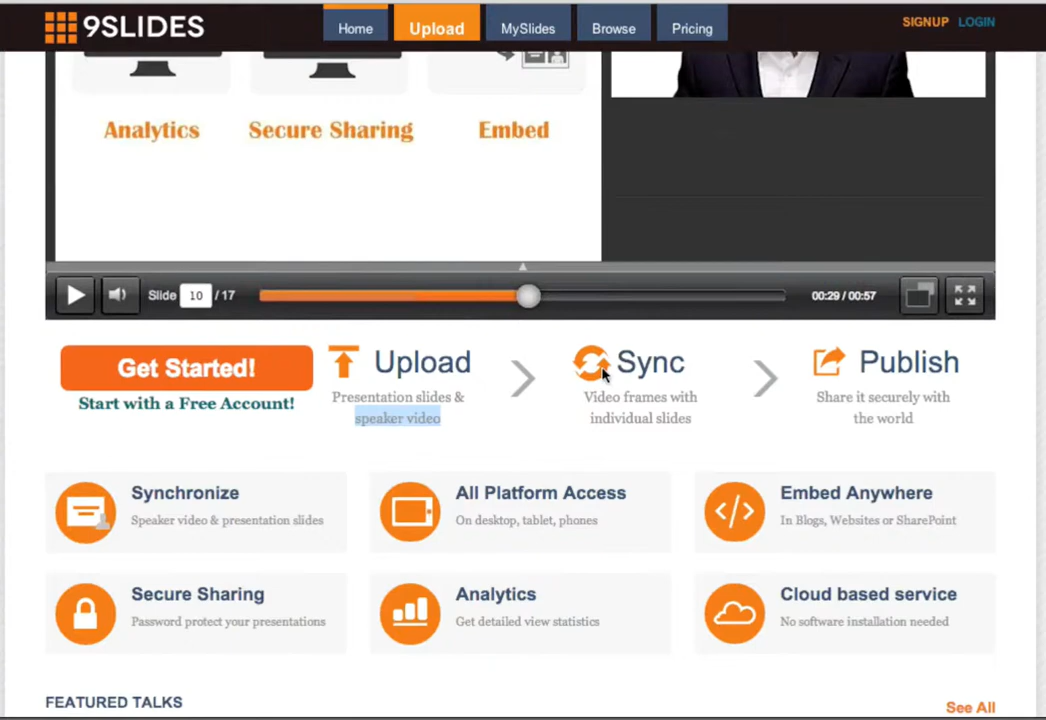 9SLIDES
Home
Upload
MySlides
Browse
Pricing
SIGNUP LOGIN
Analytics
Secure Sharing
Embed
Slide 10 / 17
00:29 / 00:57
Get Started!
Start with a Free Account!
Upload
Presentation slides &
speaker video
Sync
Video frames with
individual slides
Publish
Share it securely with
the world
Synchronize
Speaker video & presentation slides
All Platform Access
On desktop, tablet, phones
Embed Anywhere
In Blogs, Websites or SharePoint
Secure Sharing
Password protect your presentations
Analytics
Get detailed view statistics
Cloud based service
No software installation needed
FEATURED TALKS
See All